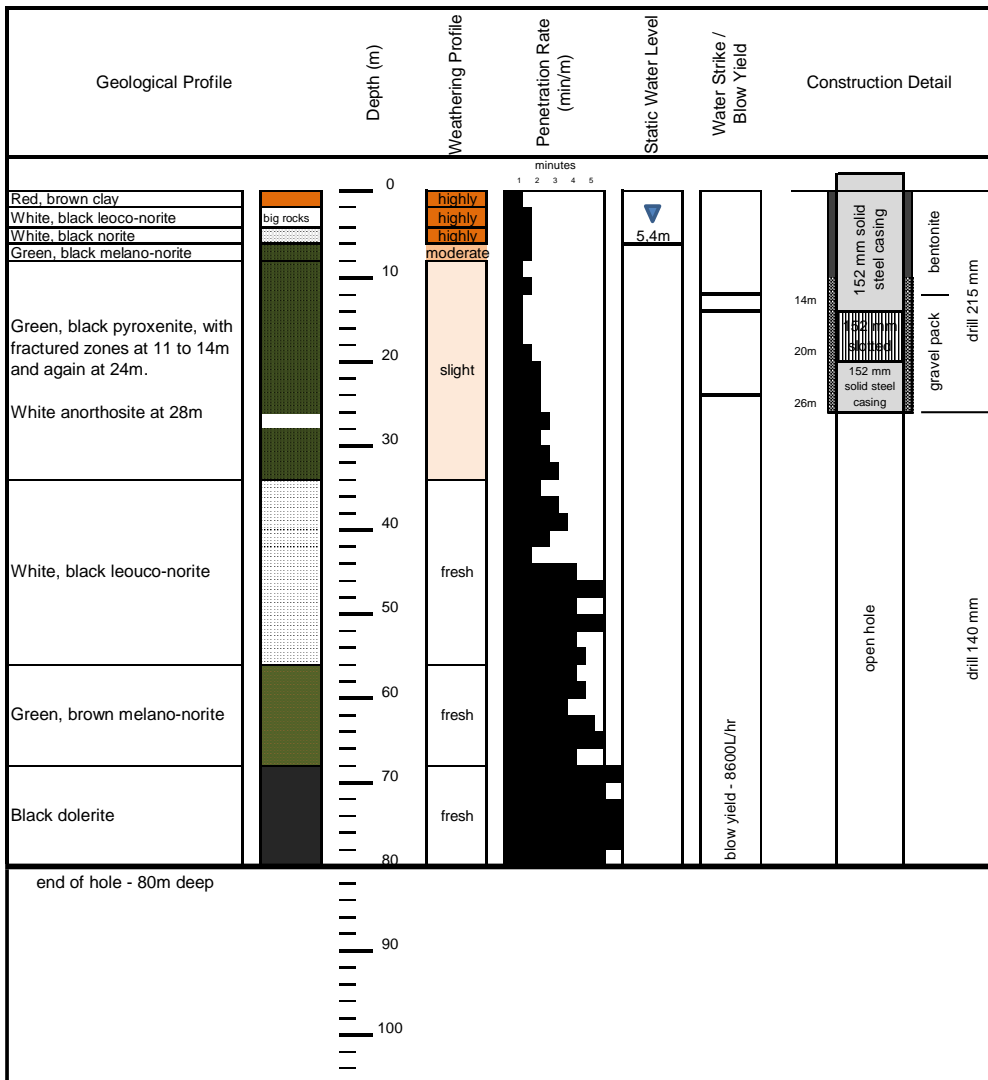 Geological Profile
Depth (m)
Weathering Profile
Penetration Rate
(min/m)
Static Water Level
Water Strike /
Blow Yield
Construction Detail
minutes
1 2 3 4 5
0
Red, brown clay
highly
White, black leoco-norite
big rocks
highly
White, black norite
highly
5,4m
Green, black melano-norite
moderate
10
Green, black pyroxenite, with
fractured zones at 11 to 14m
and again at 24m.
White anorthosite at 28m
slight
20
30
152 mm solid
steel casing
bentonite
14m
152 mm
slotted
20m
gravel pack
drill 215 mm
152 mm
solid steel
casing
26m
40
White, black leouco-norite
fresh
50
open hole
drill 140 mm
60
Green, brown melano-norite
fresh
70
Black dolerite
fresh
blow yield - 8600L/hr
80
end of hole - 80m deep
90
100